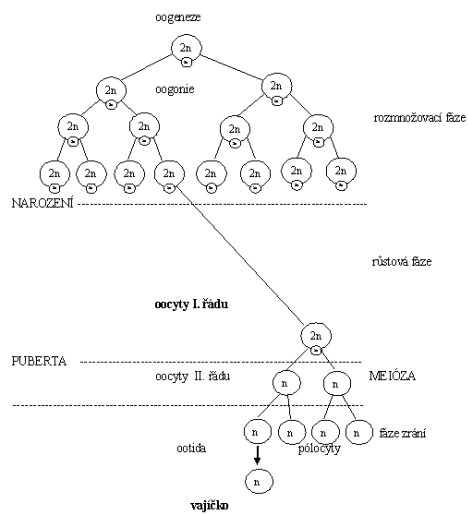 oogeneze
2n
oogonie
2n 2n
2n 2n 2n 2n
rozmnožovací fáze
2n 2n 2n 2n 2n 2n 2n 2n
NAROZENÍ
růstová fáze
oocyty I. řádu
2n
PUBERTA
oocyty II. řádu
n n
MEIÓZA
n n n n
fáze zrání
ootida
pólocyty
n
vajíčko